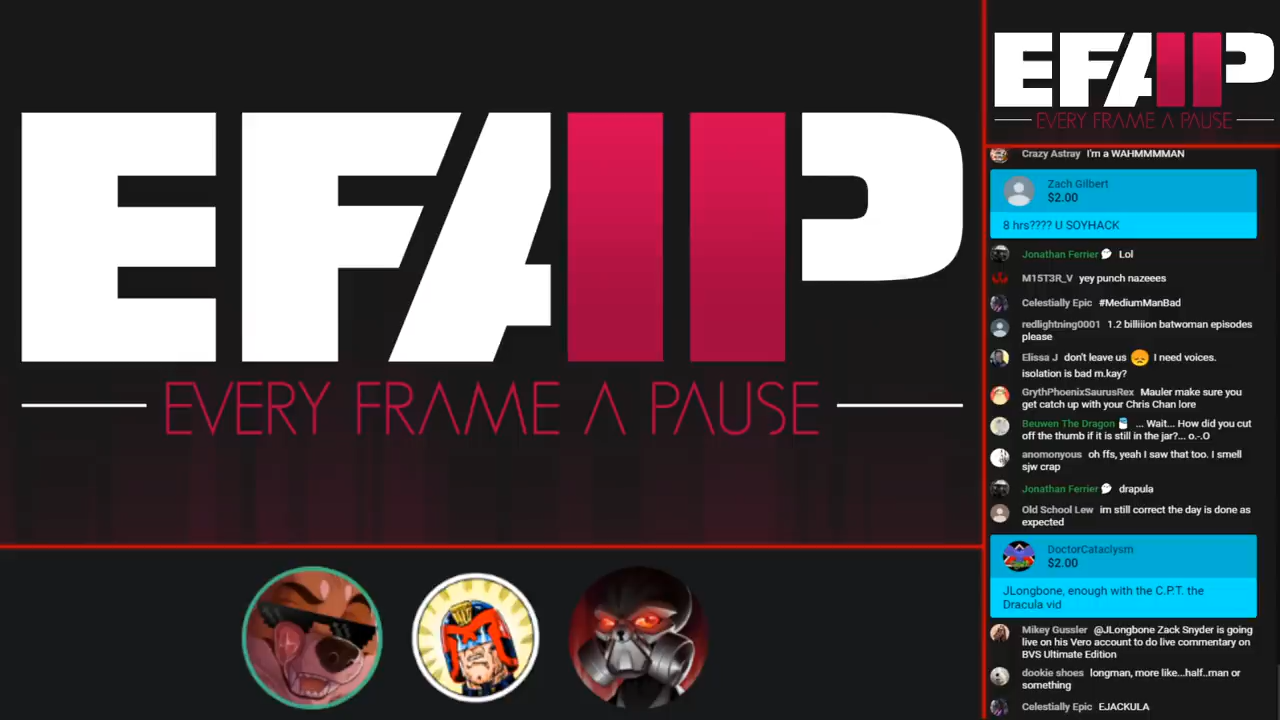 EFAP
EVERY FRAME A PAUSE
EFAP
EVERY FRAME A PAUSE
Crazy Astray I'm a WAHMMMMAN
Zach Gilbert
$2.00
8 hrs???? U SOYHACK
Jonathan Ferrier Lol
M15T3R_V yey punch nazeees
Celestially Epic #MediumManBad
redlightning0001 1.2 billiiion batwoman episodes
please
Elissa J don't leave us 😞 I need voices.
isolation is bad m.kay?
GrythPhoenixSaurusRex Mauler make sure you
get catch up with your Chris Chan lore
Beuwen The Dragon ... Wait... How did you cut
off the thumb if it is still in the jar?... o.-.O
anomonyous oh ffs, yeah I saw that too. I smell
sjw crap
Jonathan Ferrier drapula
Old School Lew im still correct the day is done as
expected
DoctorCataclysm
$2.00
JLongbone, enough with the C.P.T. the
Dracula vid
Mikey Gussler @JLongbone Zack Snyder is going
live on his Vero account to do live commentary on
BVS Ultimate Edition
dookie shoes longman, more like...half..man or
something
Celestially Epic EJACKULA